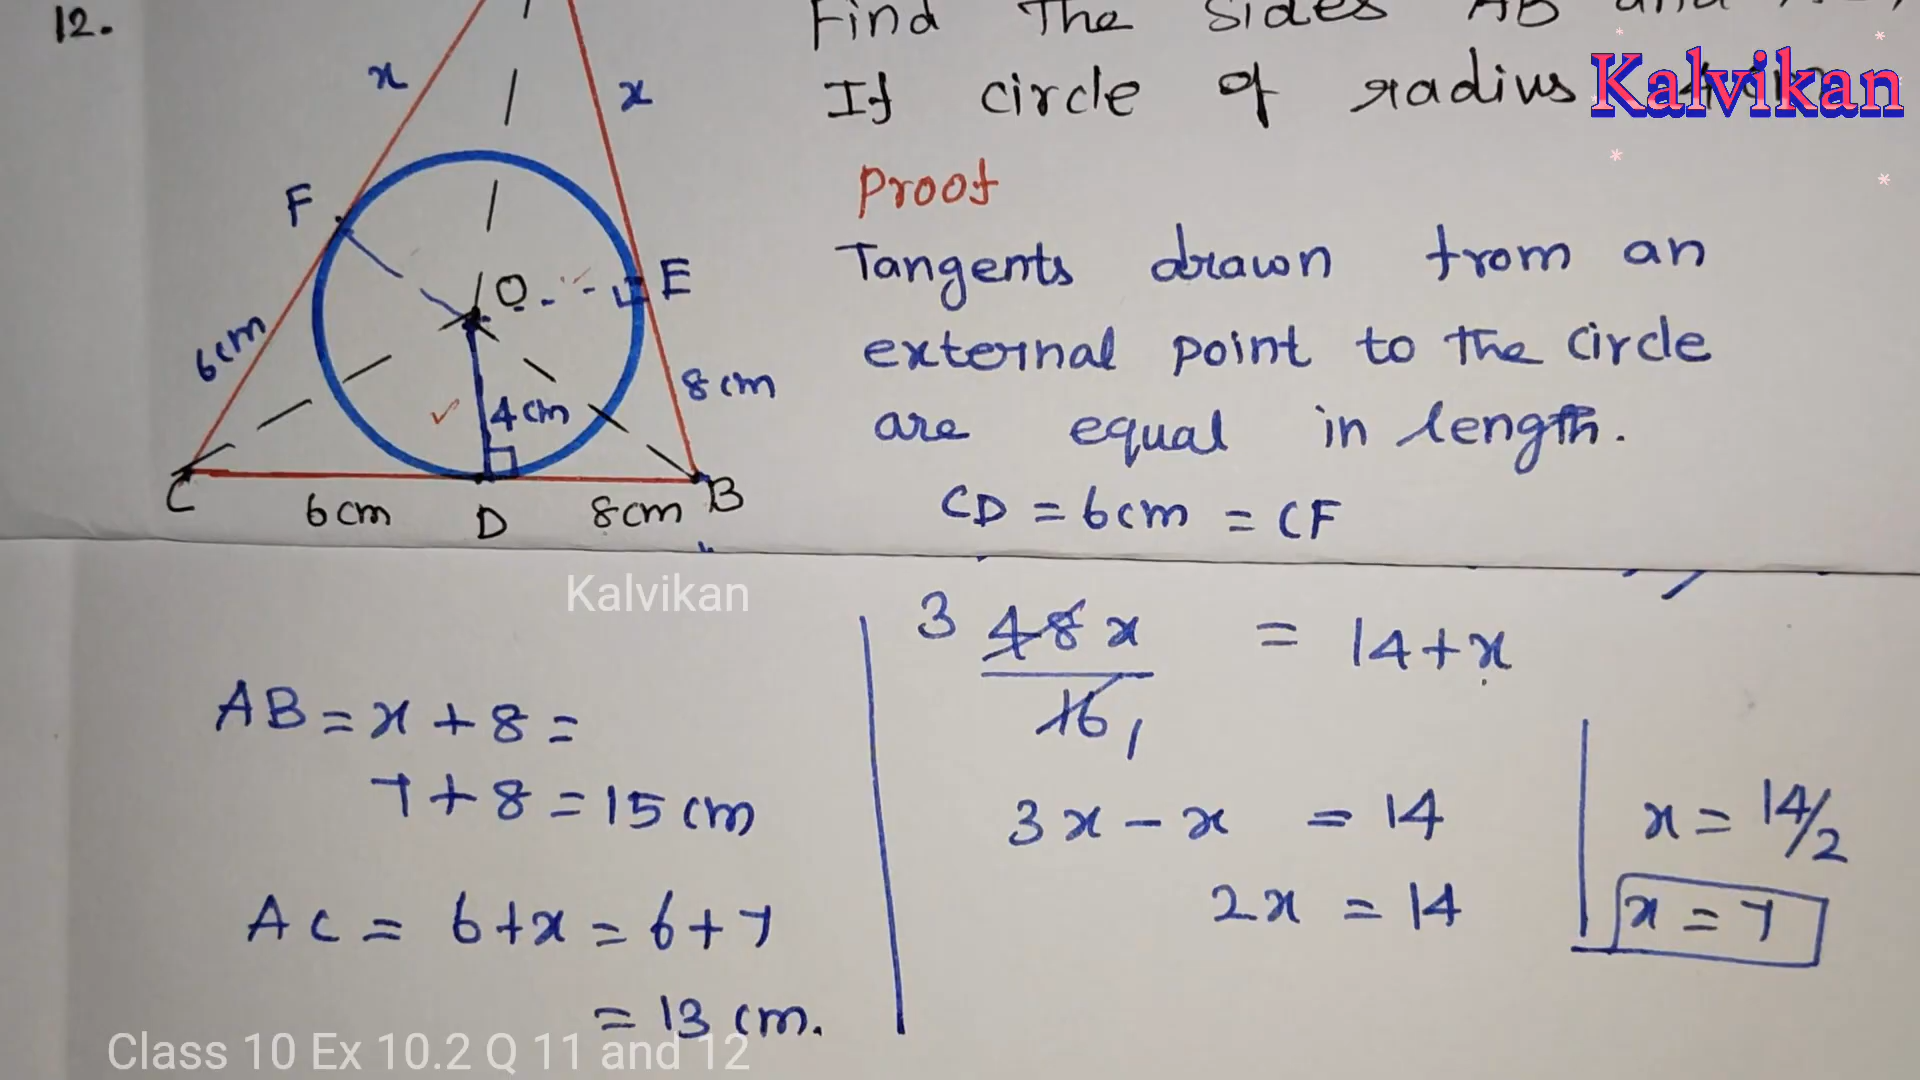 12.
Find The Sides AB and
If circle of radius 4 cm
Kalvikan
x
x
Proof
F
Tangents drawn from an
O
E
external point to the circle
6cm
8cm
4cm
are equal in length.
C
B
6cm
D
8cm
CD = 6cm = CF
Kalvikan
3 48x = 14+x
16 1
AB = x + 8 =
7 + 8 = 15 cm
3x - x = 14
x = 14/2
AC = 6+x = 6+7
2x = 14
x = 7
= 13 cm.
Class 10 Ex 10.2 Q 11 and 12